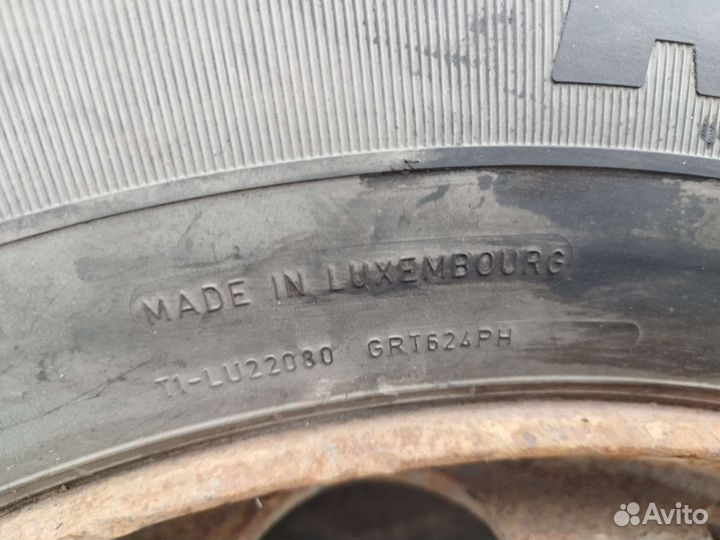 MADE IN LUXEMBOURG
T1-LU22080 GRT624PH
Avito